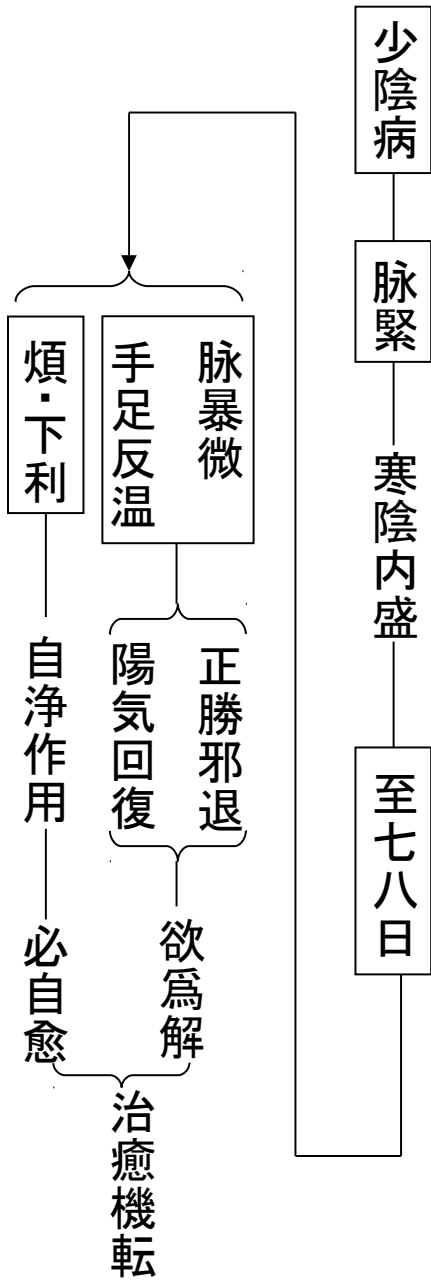 少陰病
脉緊
寒陰内盛
至七八日
脉暴微
手足反温
正勝邪退
陽気回復
欲爲解
煩・下利
自浄作用
必自愈
治癒機転